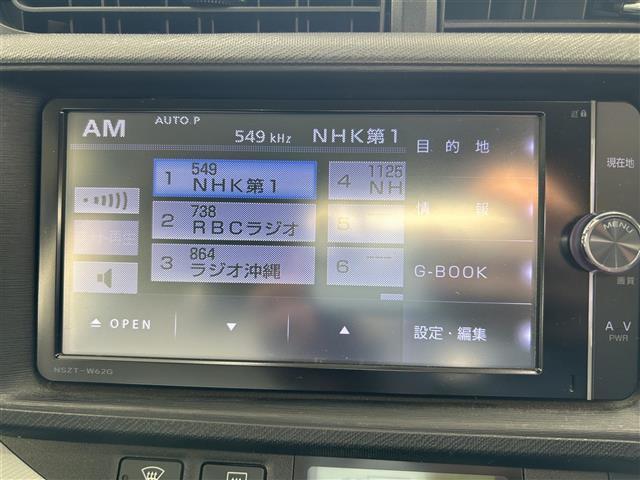 AM AUTO.P
549 kHz NHK第1
目的地
現在地
1 549 NHK第1
4 1125 NH
MENU
2 738 RBCラジオ
5
情報
画質
3 864 ラジオ沖縄
6
G-BOOK
OPEN
設定・編集
AV
PWR
NSZT-W62G